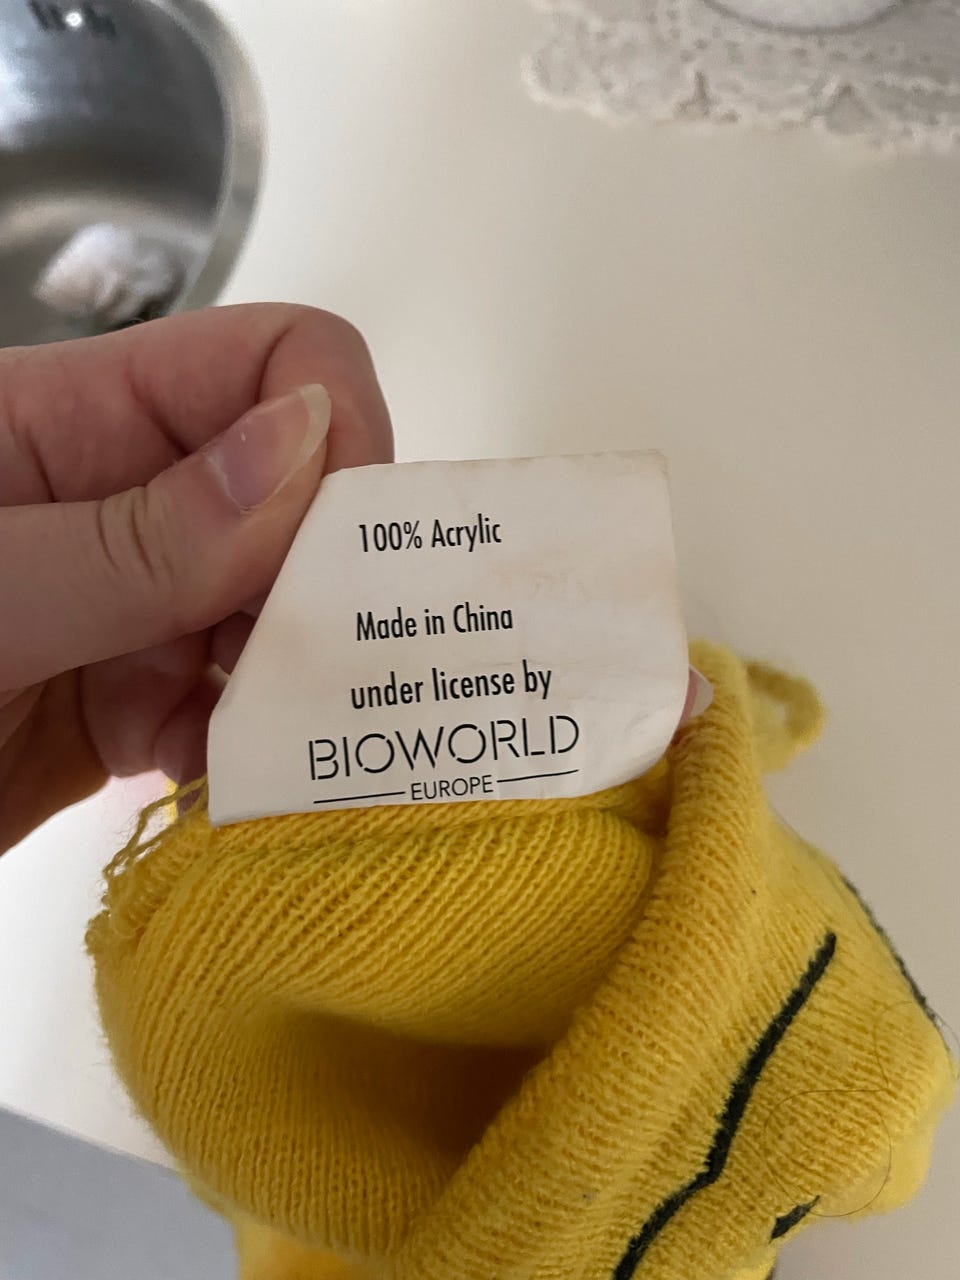 100% Acrylic
Made in China
under license by
BIOWORLD
EUROPE